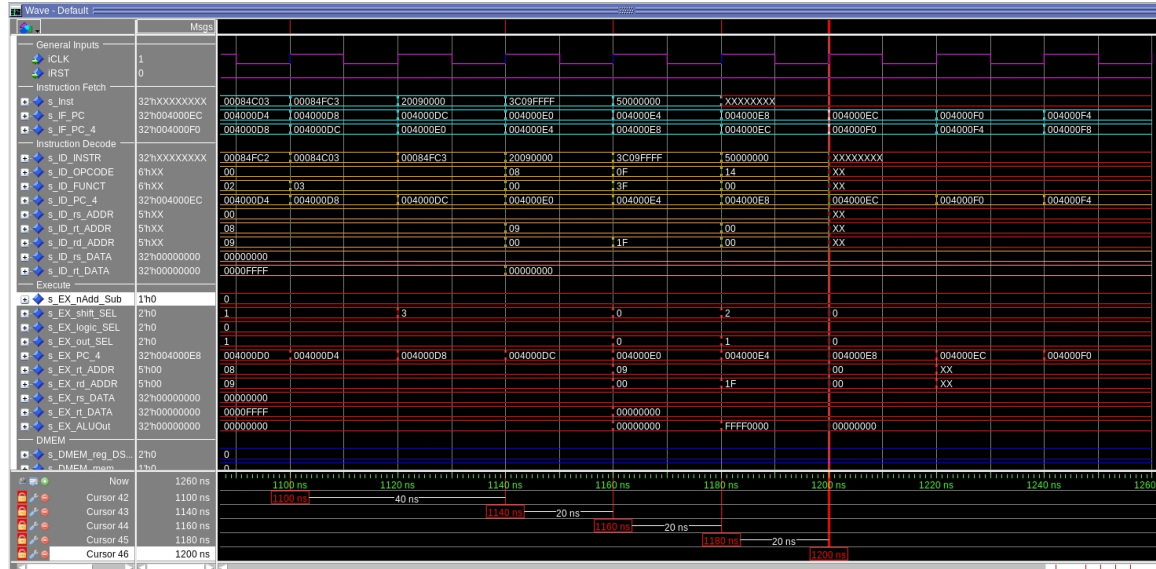 Wave - Default
Msgs
General Inputs
iCLK 1
iRST 0
Instruction Fetch
s_Inst 32'hXXXXXXXX 00084C03 00084FC3 20090000 3C09FFFF 50000000 XXXXXXXX
s_IF_PC 32'h004000EC 004000D4 004000D8 004000DC 004000E0 004000E4 004000E8 004000EC 004000F0 004000F4
s_IF_PC_4 32'h004000F0 004000D8 004000DC 004000E0 004000E4 004000E8 004000EC 004000F0 004000F4 004000F8
Instruction Decode
s_ID_INSTR 32'hXXXXXXXX 00084FC2 00084C03 00084FC3 20090000 3C09FFFF 50000000 XXXXXXXX
s_ID_OPCODE 6'hXX 00 08 0F 14 XX
s_ID_FUNCT 6'hXX 02 03 00 3F 00 XX
s_ID_PC_4 32'h004000EC 004000D4 004000D8 004000DC 004000E0 004000E4 004000E8 004000EC 004000F0 004000F4
s_ID_rs_ADDR 5'hXX 00 XX
s_ID_rt_ADDR 5'hXX 08 09 00 XX
s_ID_rd_ADDR 5'hXX 09 00 1F 00 XX
s_ID_rs_DATA 32'h00000000 00000000
s_ID_rt_DATA 32'h00000000 0000FFFF 00000000
Execute
s_EX_nAdd_Sub 1'h0 0
s_EX_shift_SEL 2'h0 1 3 0 2 0
s_EX_logic_SEL 2'h0 0
s_EX_out_SEL 2'h0 1 0 1 0
s_EX_PC_4 32'h004000E8 004000D0 004000D4 004000D8 004000DC 004000E0 004000E4 004000E8 004000EC 004000F0
s_EX_rt_ADDR 5'h00 08 09 00 XX
s_EX_rd_ADDR 5'h00 09 00 1F 00 XX
s_EX_rs_DATA 32'h00000000 00000000
s_EX_rt_DATA 32'h00000000 0000FFFF 00000000
s_EX_ALUOut 32'h00000000 00000000 00000000 FFFF0000 00000000
DMEM
s_DMEM_reg_DS... 2'h0 0
s_DMEM_mem 1'h0 0
Now 1260 ns 1100 ns 1120 ns 1140 ns 1160 ns 1180 ns 1200 ns 1220 ns 1240 ns 1260
Cursor 42 1100 ns 1100 ns 40 ns
Cursor 43 1140 ns 1140 ns 20 ns
Cursor 44 1160 ns 1160 ns 20 ns
Cursor 45 1180 ns 1180 ns 20 ns
Cursor 46 1200 ns 1200 ns